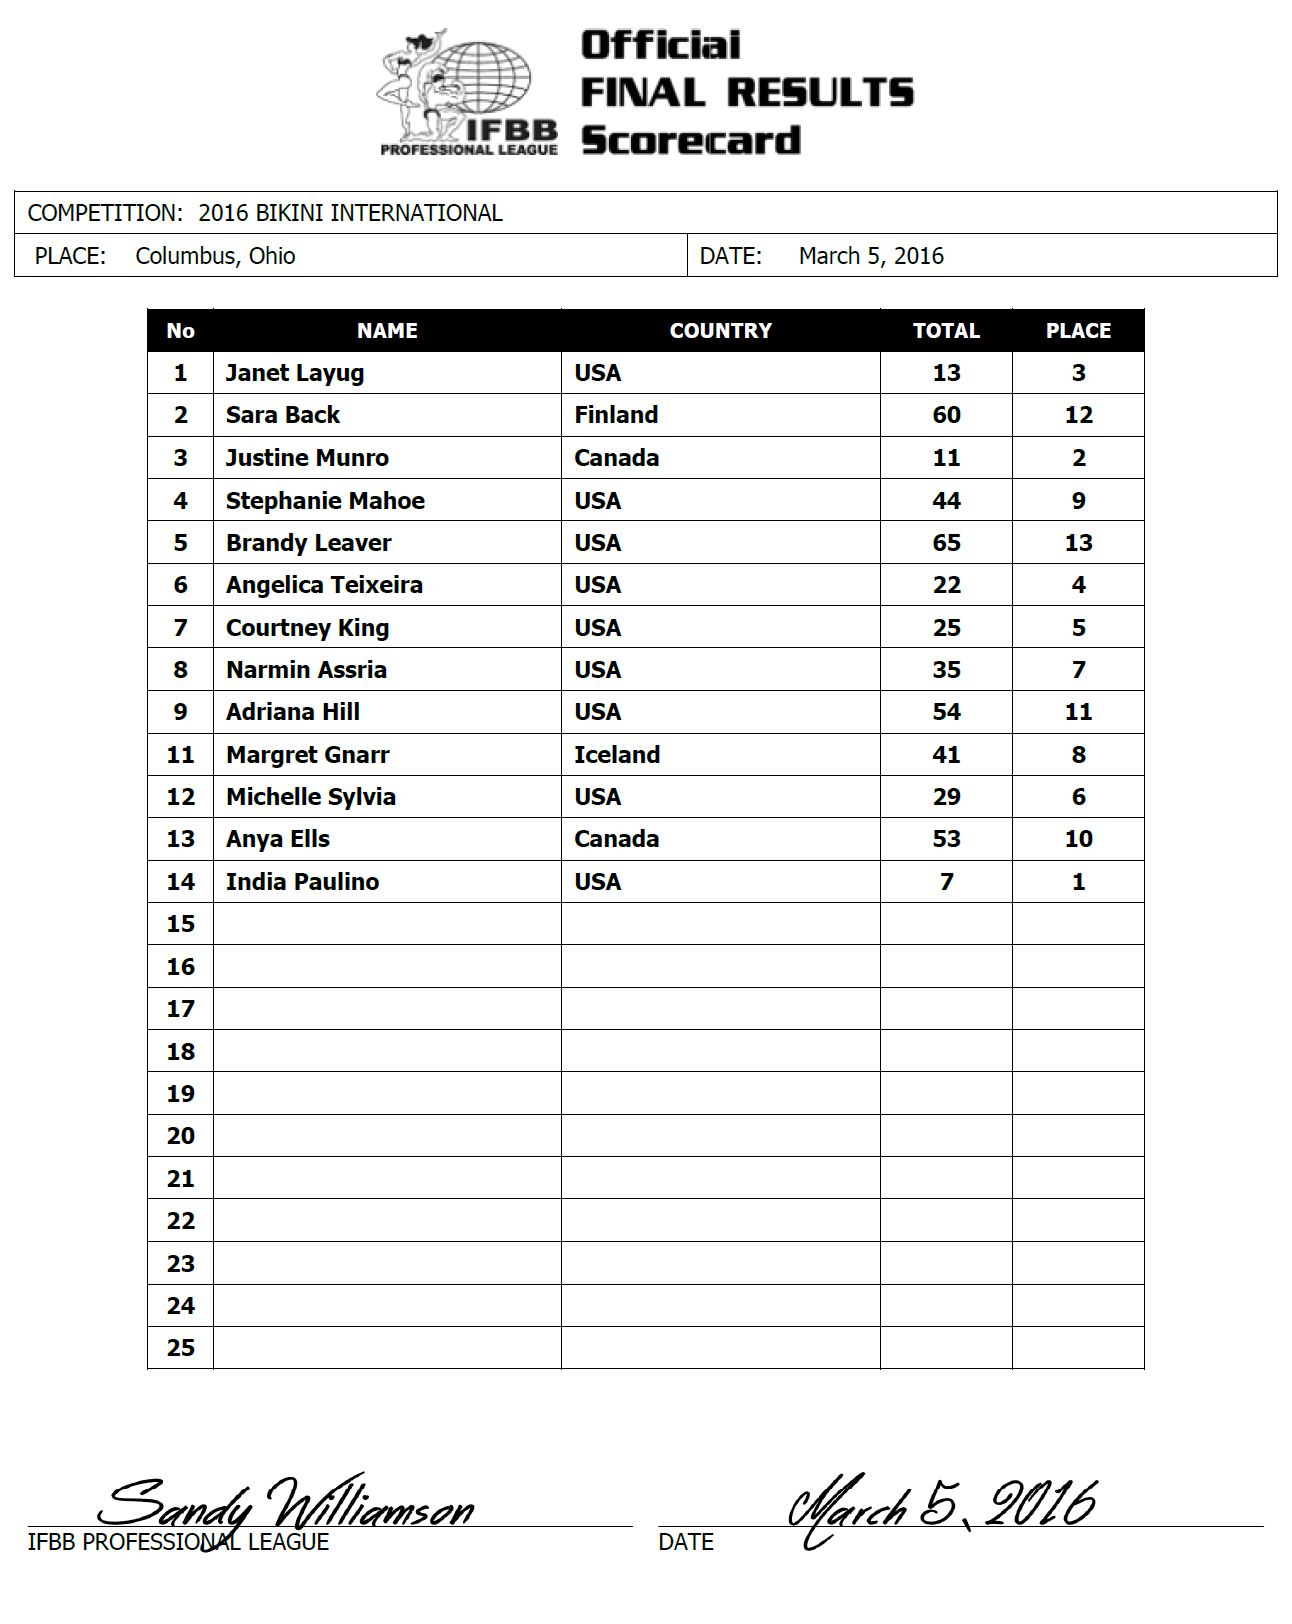 Official
FINAL RESULTS
Scorecard
IFBB
PROFESSIONAL LEAGUE
COMPETITION: 2016 BIKINI INTERNATIONAL
PLACE: Columbus, Ohio DATE: March 5, 2016
No NAME COUNTRY TOTAL PLACE
1 Janet Layug USA 13 3
2 Sara Back Finland 60 12
3 Justine Munro Canada 11 2
4 Stephanie Mahoe USA 44 9
5 Brandy Leaver USA 65 13
6 Angelica Teixeira USA 22 4
7 Courtney King USA 25 5
8 Narmin Assria USA 35 7
9 Adriana Hill USA 54 11
11 Margret Gnarr Iceland 41 8
12 Michelle Sylvia USA 29 6
13 Anya Ells Canada 53 10
14 India Paulino USA 7 1
15
16
17
18
19
20
21
22
23
24
25
Sandy Williamson March 5, 2016
IFBB PROFESSIONAL LEAGUE DATE